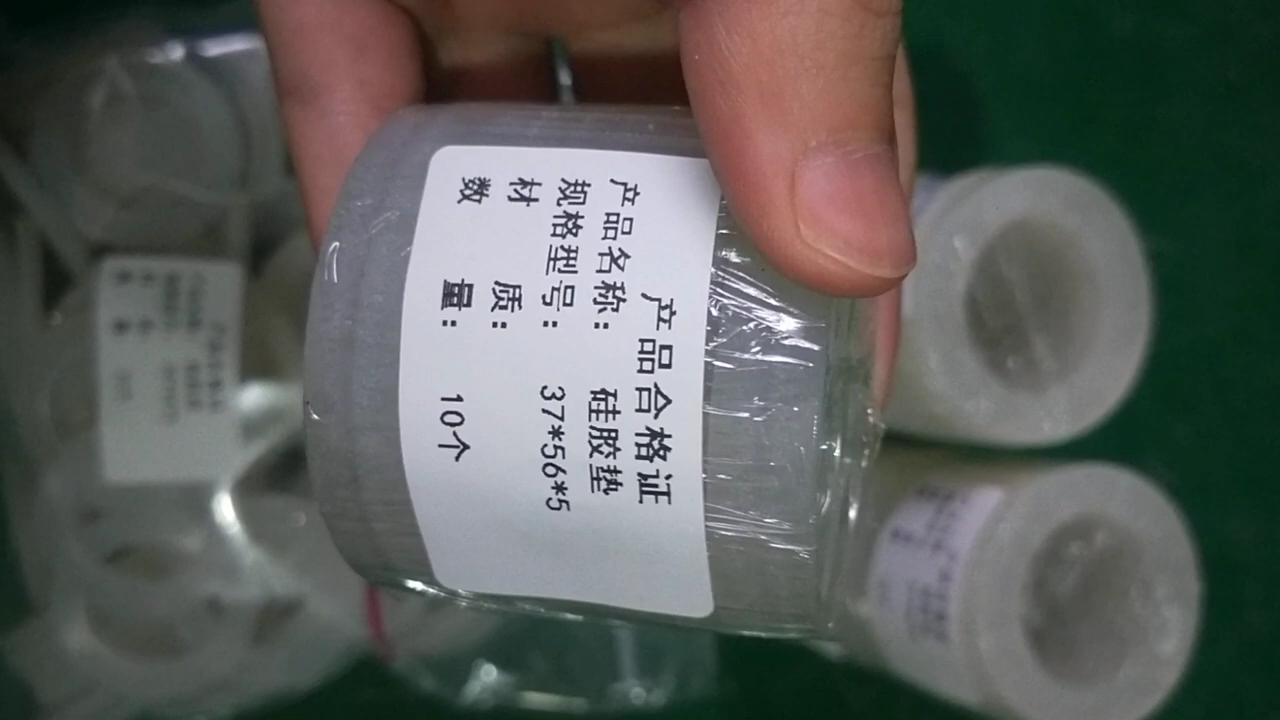 产品合格证
产品名称: 硅胶垫
规格型号: 37*56*5
材 质:
数 量: 10个